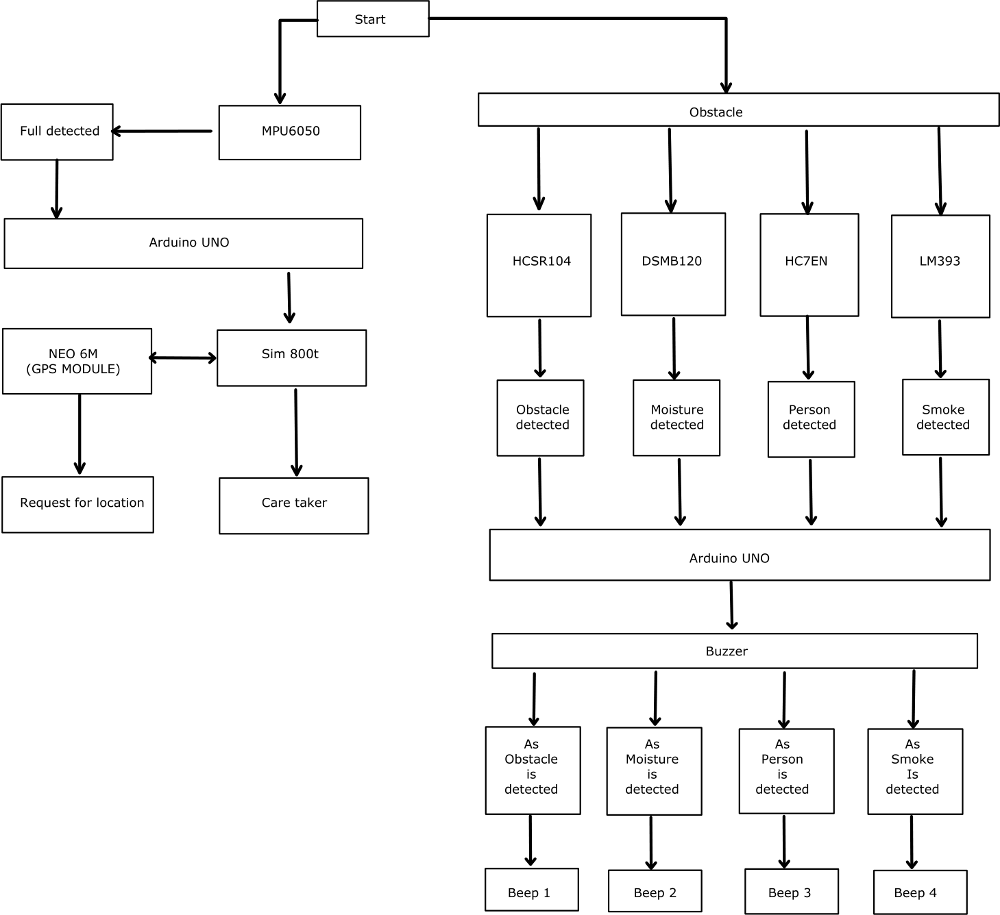 Start
Full detected
MPU6050
Arduino UNO
NEO 6M
(GPS MODULE)
Sim 800t
Request for location
Care taker
Obstacle
HCSR104
DSMB120
HC7EN
LM393
Obstacle
detected
Moisture
detected
Person
detected
Smoke
detected
Arduino UNO
Buzzer
As
Obstacle
is
detected
As
Moisture
is
detected
As
Person
is
detected
As
Smoke
Is
detected
Beep 1
Beep 2
Beep 3
Beep 4